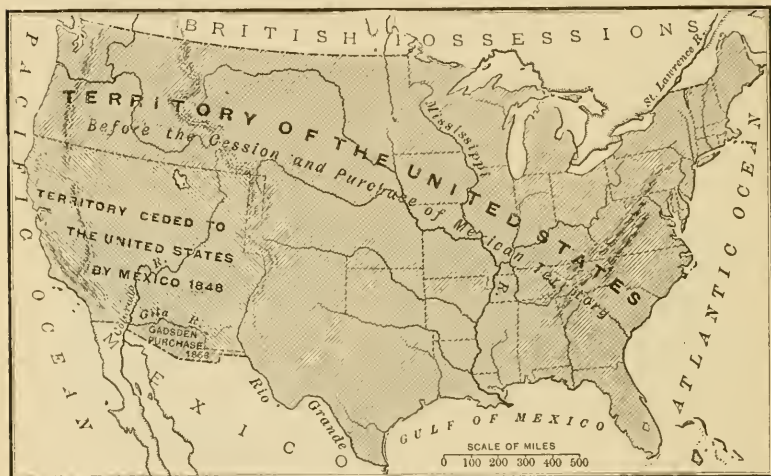 BRITISH POSSESSIONS
PACIFIC OCEAN
TERRITORY OF THE UNITED STATES
Before the Cession and Purchase of Mexican Territory
Mississippi
R.
St. Lawrence R.
TERRITORY CEDED TO
THE UNITED STATES
BY MEXICO 1848
Colorado R.
Gila R.
GADSDEN
PURCHASE
MEXICO
Rio Grande
GULF OF MEXICO
ATLANTIC OCEAN
SCALE OF MILES
0 100 200 300 400 500